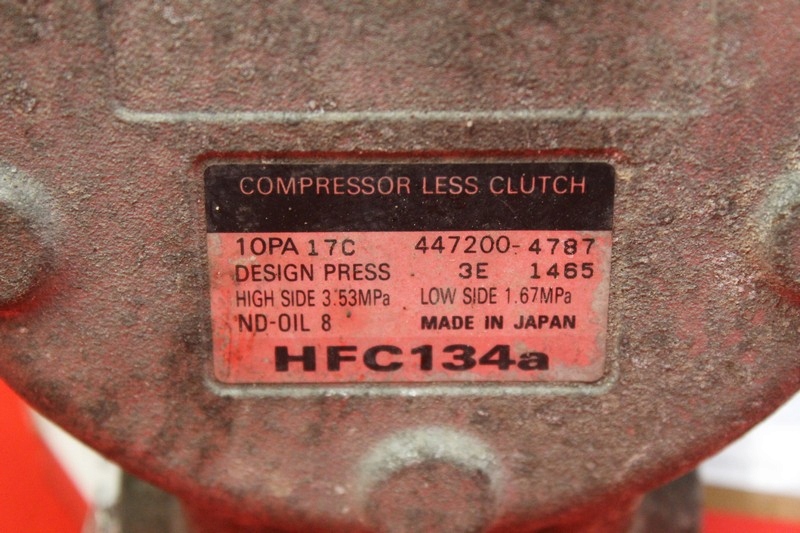 COMPRESSOR LESS CLUTCH
10PA 17C 447200-4787
DESIGN PRESS 3E 1465
HIGH SIDE 3.53MPa LOW SIDE 1.67MPa
ND-OIL 8 MADE IN JAPAN
HFC134a